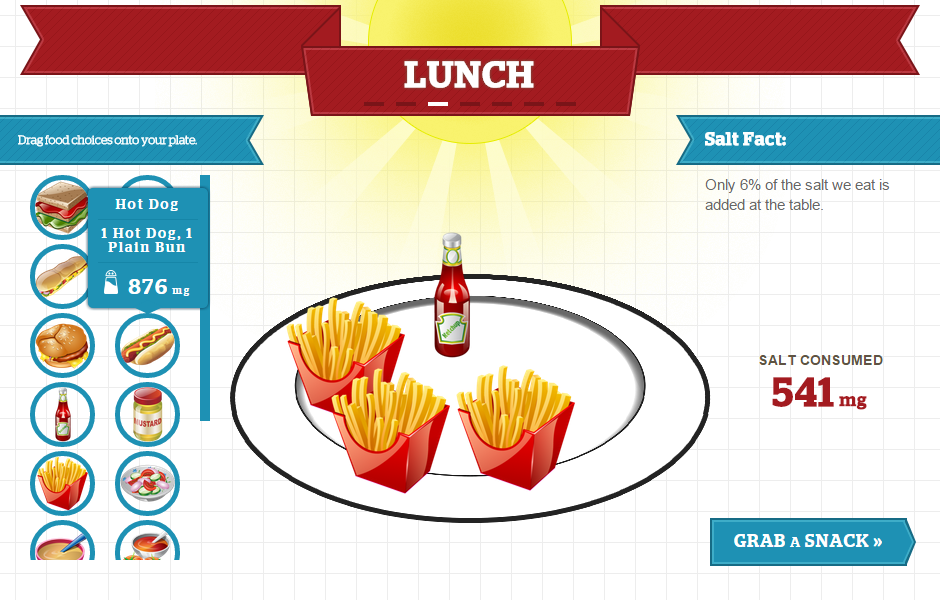 LUNCH
Drag food choices onto your plate.
Salt Fact:
Only 6% of the salt we eat is
added at the table.
Hot Dog
1 Hot Dog, 1
Plain Bun
876 mg
MUSTARD
Ketchup
SALT CONSUMED
541 mg
GRAB A SNACK »